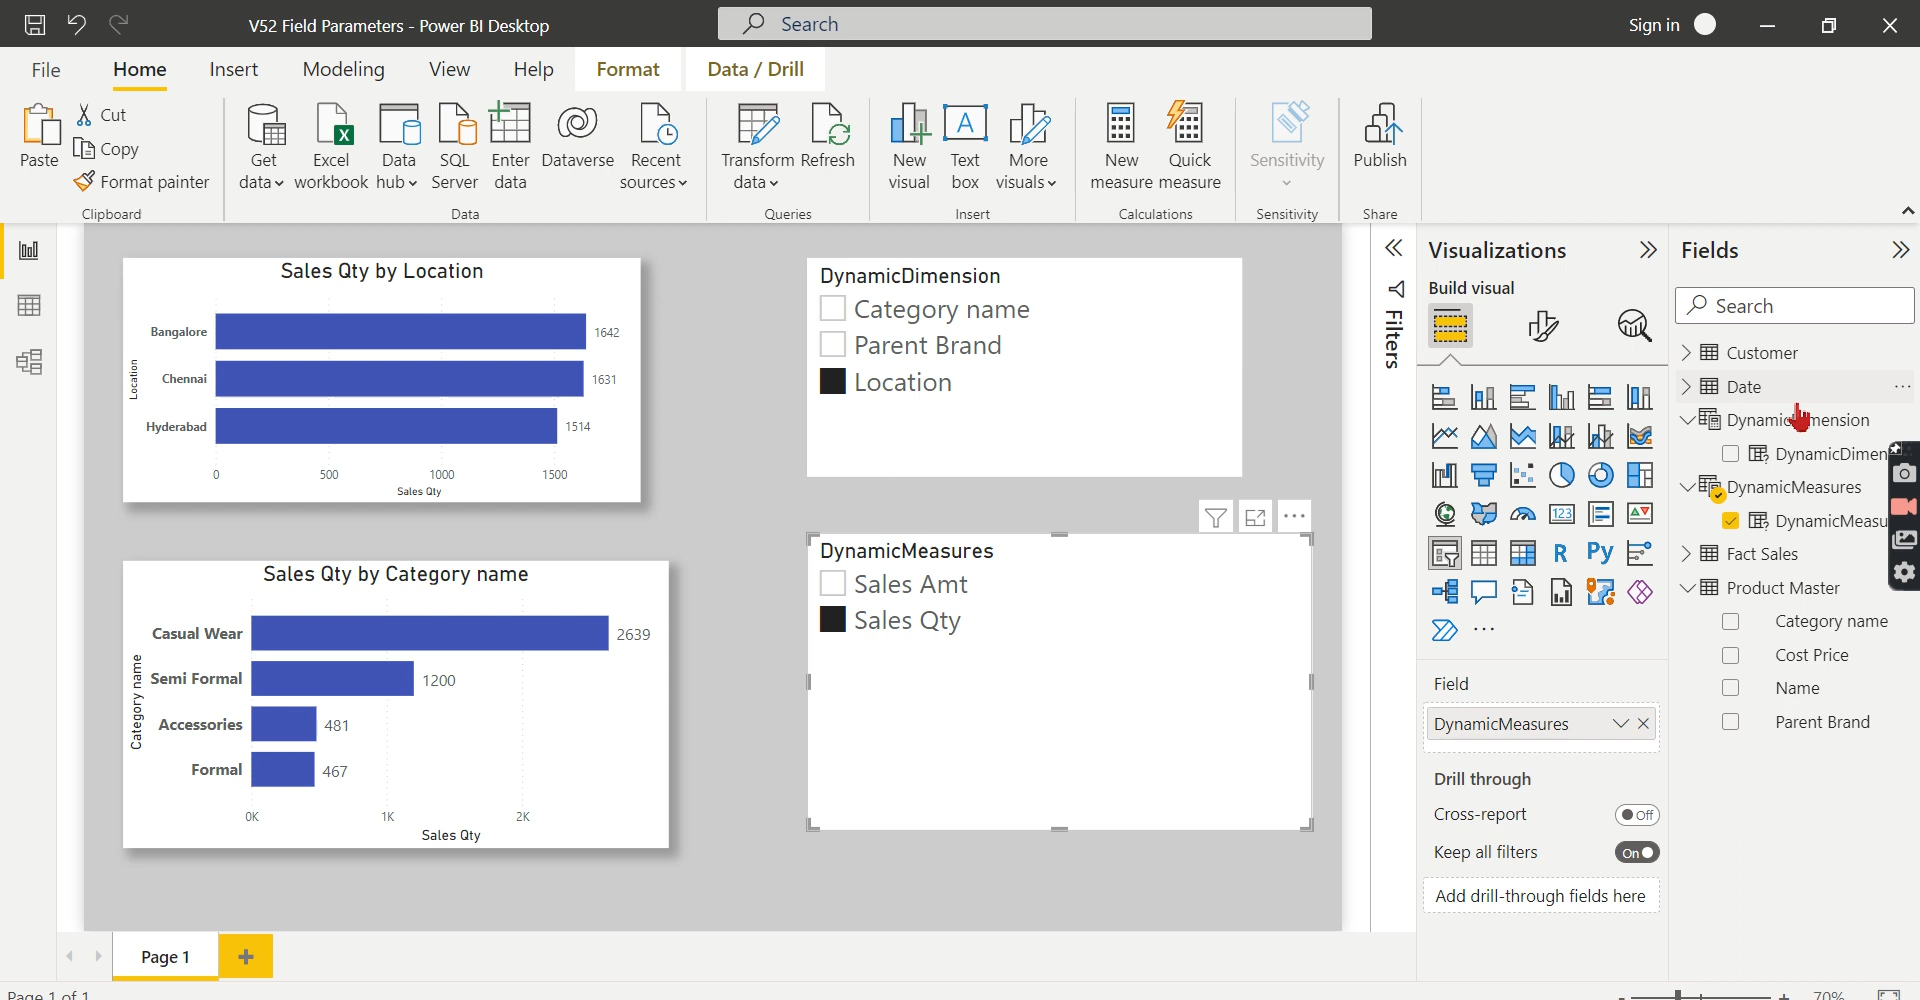 V52 Field Parameters - Power BI Desktop
Search
Sign in
File
Home
Insert
Modeling
View
Help
Format
Data / Drill
Paste
Cut
Copy
Format painter
Clipboard
Get data
Excel workbook
Data hub
SQL Server
Enter data
Dataverse
Recent sources
Data
Transform data
Refresh
Queries
New visual
Text box
More visuals
Insert
New measure
Quick measure
Calculations
Sensitivity
Sensitivity
Publish
Share
Sales Qty by Location
Location
Bangalore 1642
Chennai 1631
Hyderabad 1514
0 500 1000 1500
Sales Qty
Sales Qty by Category name
Category name
Casual Wear 2639
Semi Formal 1200
Accessories 481
Formal 467
0K 1K 2K
Sales Qty
DynamicDimension
Category name
Parent Brand
Location
DynamicMeasures
Sales Amt
Sales Qty
Filters
Visualizations
Build visual
123
R
Py
Field
DynamicMeasures
Drill through
Cross-report
Off
Keep all filters
On
Add drill-through fields here
Fields
Search
Customer
Date
DynamicDimension
DynamicDimen
DynamicMeasures
DynamicMeasu
Fact Sales
Product Master
Category name
Cost Price
Name
Parent Brand
Page 1
Page 1 of 1
70%